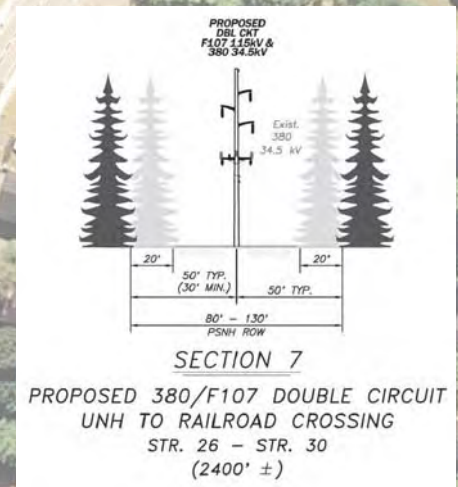 PROPOSED
DBL CKT
F107 115kV &
380 34.5kV
Exist.
380
34.5 kV
20'
20'
50' TYP.
(30' MIN.)
50' TYP.
80' - 130'
PSNH ROW
SECTION 7
PROPOSED 380/F107 DOUBLE CIRCUIT
UNH TO RAILROAD CROSSING
STR. 26 - STR. 30
(2400' ±)